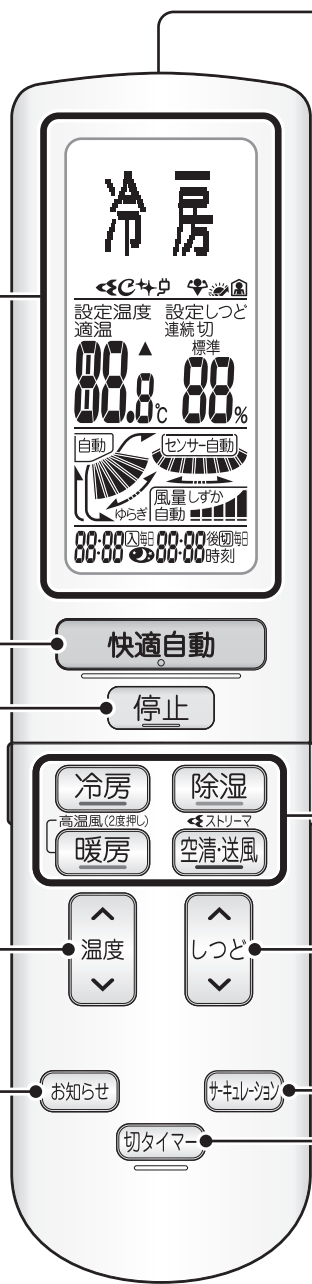 冷房
設定温度 設定しつど
適温 連続切
標準
88.8℃ 88%
自動 センサー自動
ゆらぎ 風量しずか
自動
88:88入毎日 88:88後切毎日
時刻
快適自動
停止
冷房 除湿
高温風(2度押し) ストリーマ
暖房 空清・送風
温度 しつど
お知らせ サーキュレーション
切タイマー